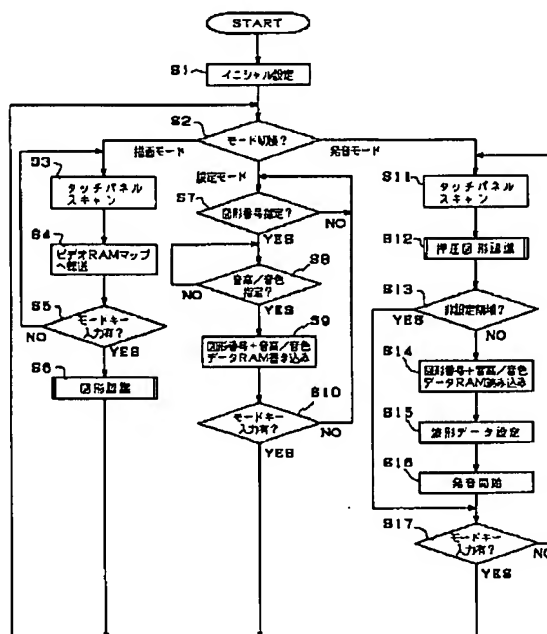 START
S1
イニシャル設定
S2
モード切換?
描画モード
設定モード
発音モード
S3
タッチパネル
スキャン
S4
ビデオRAMマップ
へ転送
S5
モードキー
入力有?
NO
YES
S6
図形認識
S7
図形番号指定?
NO
YES
S8
音高/音色
指定?
NO
YES
S9
図形番号+音高/音色
データRAM書き込み
S10
モードキー
入力有?
NO
YES
S11
タッチパネル
スキャン
S12
押圧図形認識
S13
非設定領域?
YES
NO
S14
図形番号+音高/音色
データRAM読み込み
S15
波形データ設定
S16
発音開始
S17
モードキー
入力有?
NO
YES